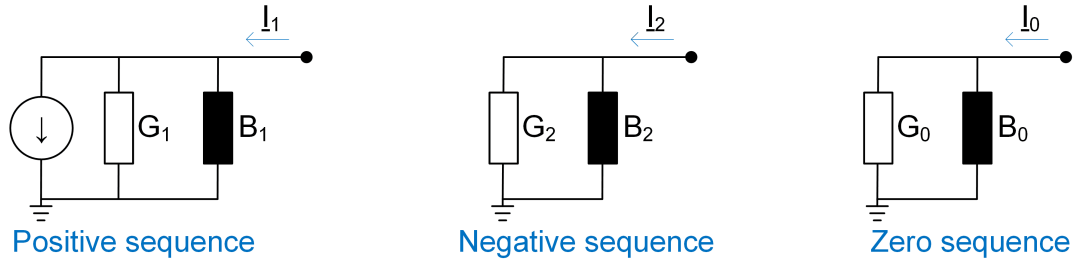 I₁
I₂
I₀
G₁
B₁
G₂
B₂
G₀
B₀
Positive sequence
Negative sequence
Zero sequence